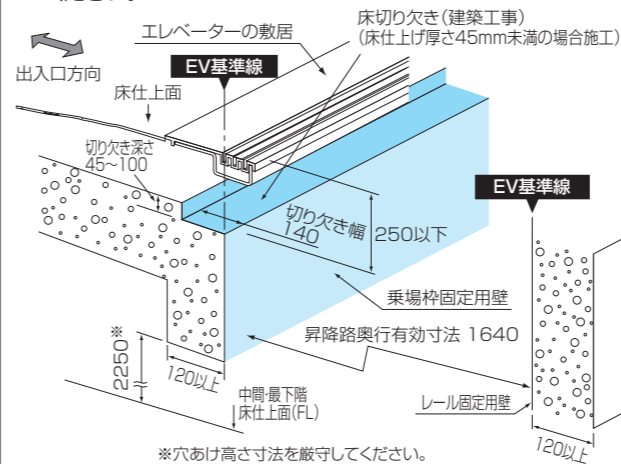 エレベーターの敷居
床切り欠き(建築工事)
(床仕上げ厚さ45mm未満の場合施工)
出入口方向
EV基準線
床仕上面
切り欠き深さ
45~100
EV基準線
切り欠き幅
140
250以下
乗場枠固定用壁
昇降路奥行有効寸法 1640
2250※
120以上
中間・最下階
床仕上面(FL)
レール固定用壁
120以上
※穴あけ高さ寸法を厳守してください。